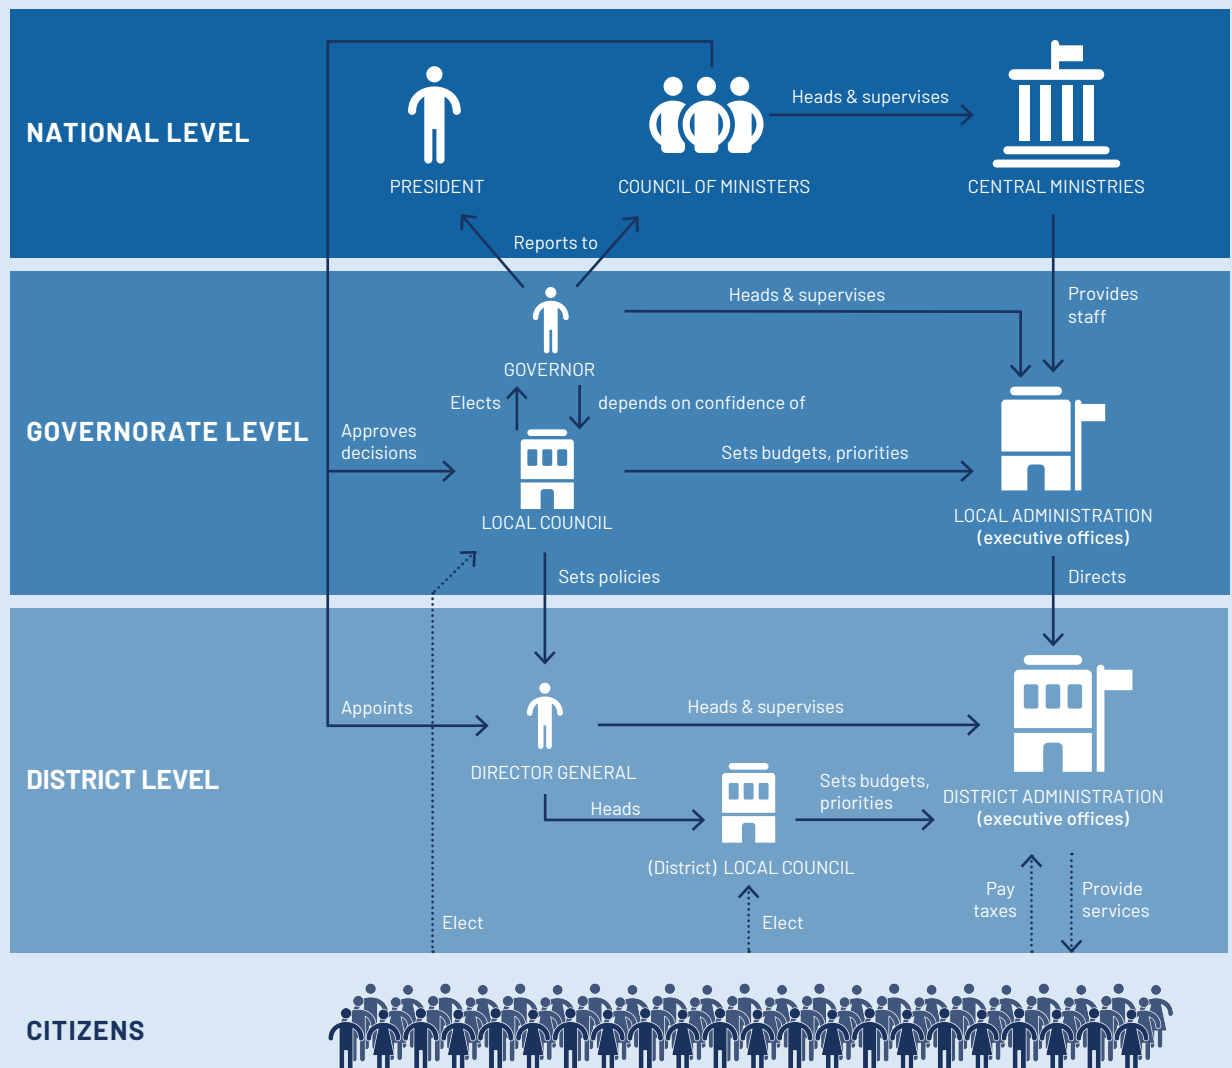 Heads & supervises
NATIONAL LEVEL
PRESIDENT
COUNCIL OF MINISTERS
CENTRAL MINISTRIES
Reports to
Heads & supervises
Provides
staff
GOVERNOR
Elects
depends on confidence of
GOVERNORATE LEVEL
Approves
decisions
Sets budgets, priorities
LOCAL COUNCIL
LOCAL ADMINISTRATION
(executive offices)
Sets policies
Directs
Appoints
Heads & supervises
DISTRICT LEVEL
DIRECTOR GENERAL
Heads
Sets budgets,
priorities
DISTRICT ADMINISTRATION
(executive offices)
(District) LOCAL COUNCIL
Pay
taxes
Provide
services
Elect
Elect
CITIZENS